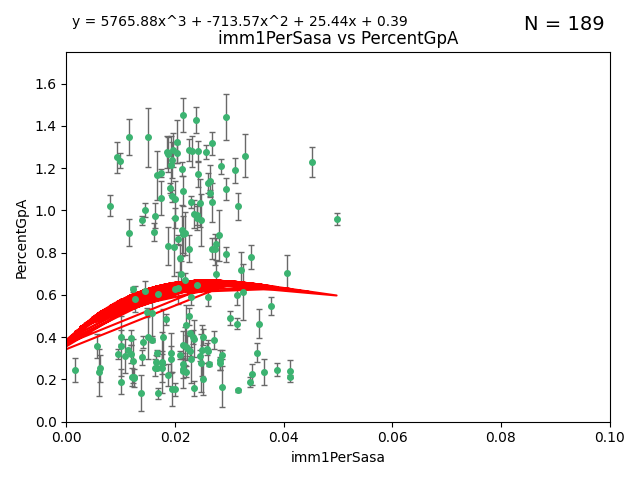 y = 5765.88x^3 + -713.57x^2 + 25.44x + 0.39
N = 189
imm1PerSasa vs PercentGpA
PercentGpA
1.6
1.4
1.2
1.0
0.8
0.6
0.4
0.2
0.0
0.00 0.02 0.04 0.06 0.08 0.10
imm1PerSasa